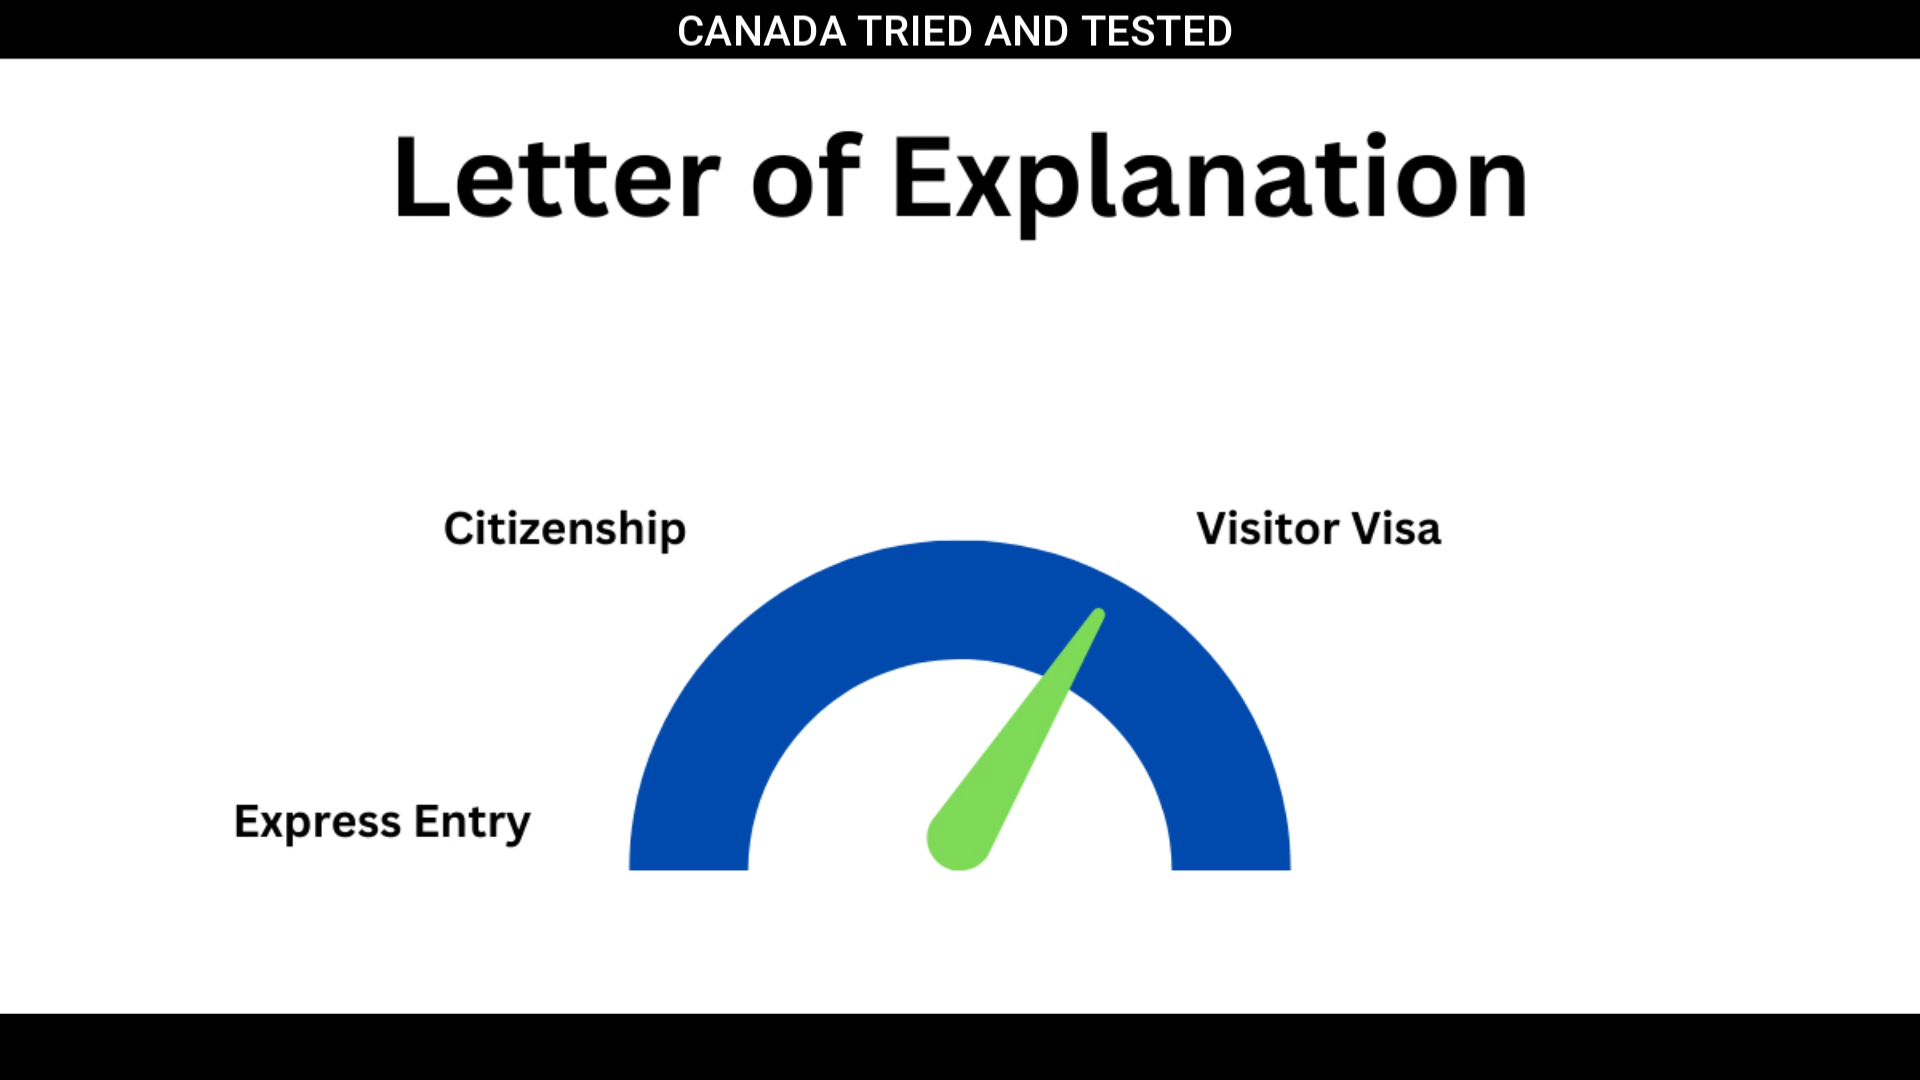 CANADA TRIED AND TESTED
Letter of Explanation
Citizenship
Visitor Visa
Express Entry